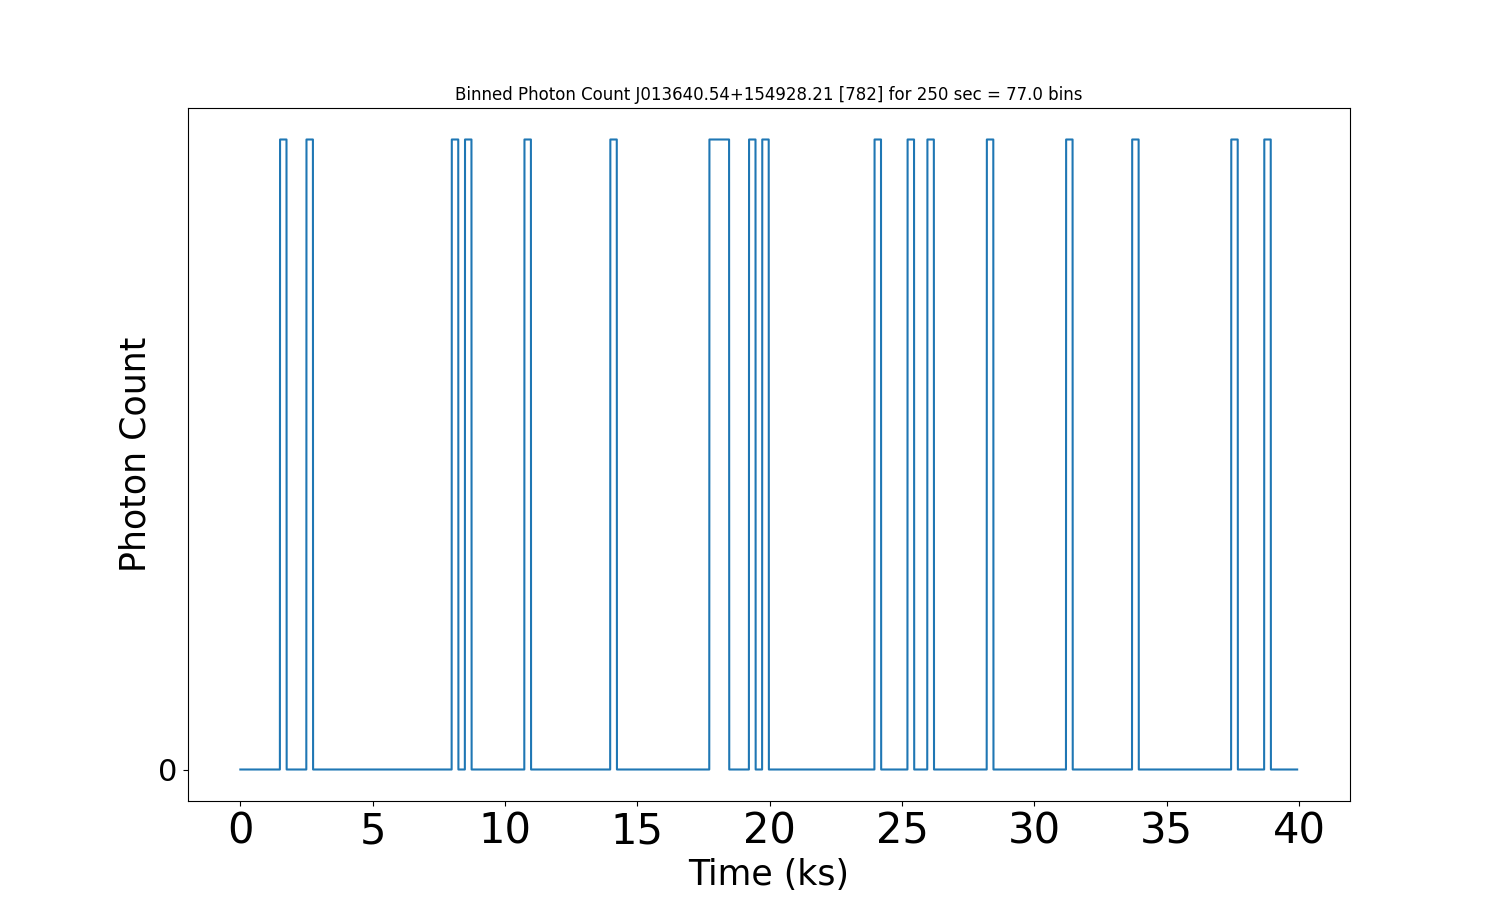 Binned Photon Count J013640.54+154928.21 [782] for 250 sec = 77.0 bins
Photon Count
0
0 5 10 15 20 25 30 35 40
Time (ks)